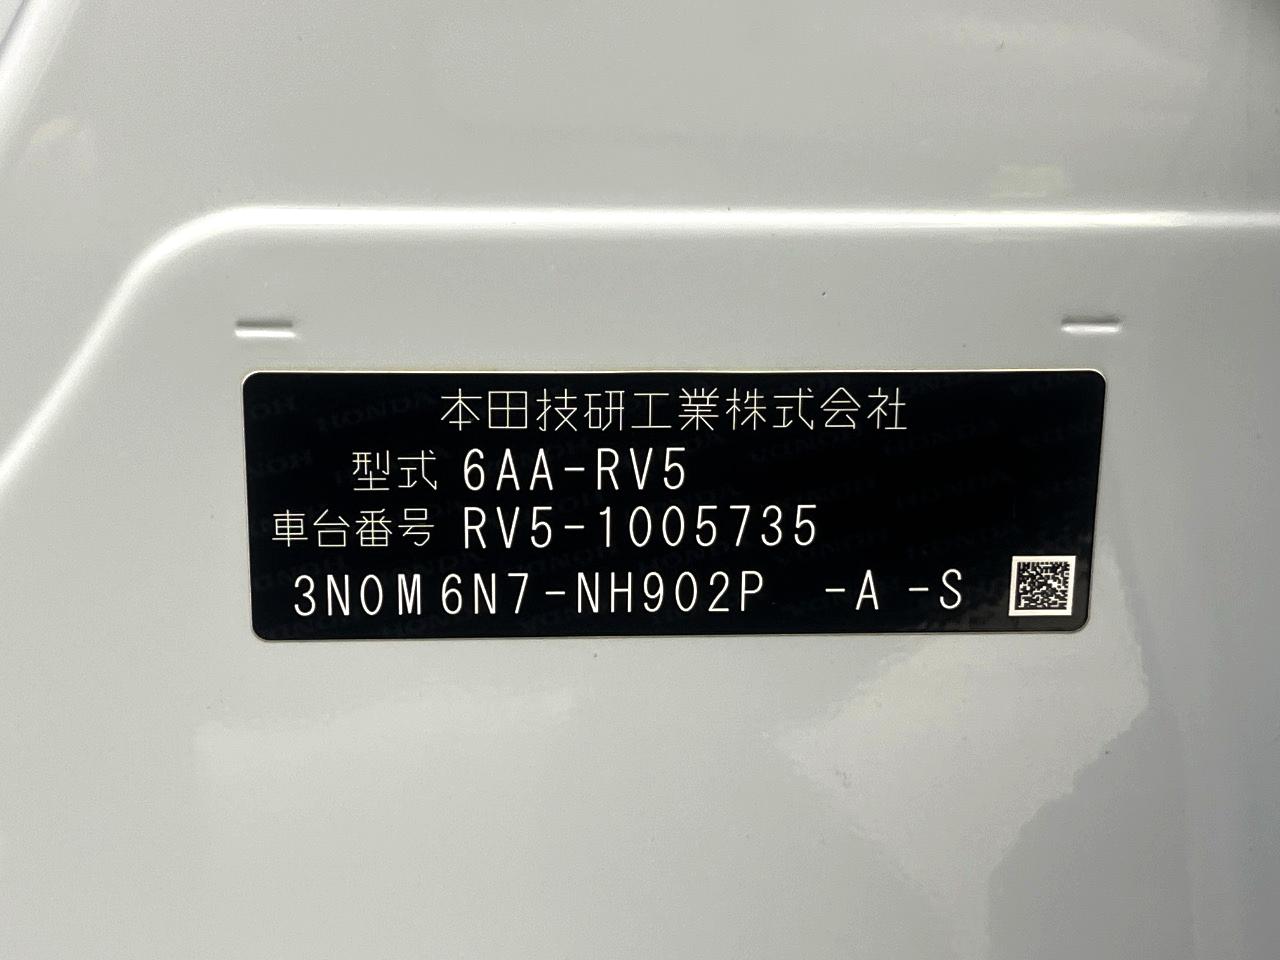 本田技研工業株式会社
型式 6AA-RV5
車台番号 RV5-1005735
3N0M6N7-NH902P -A -S